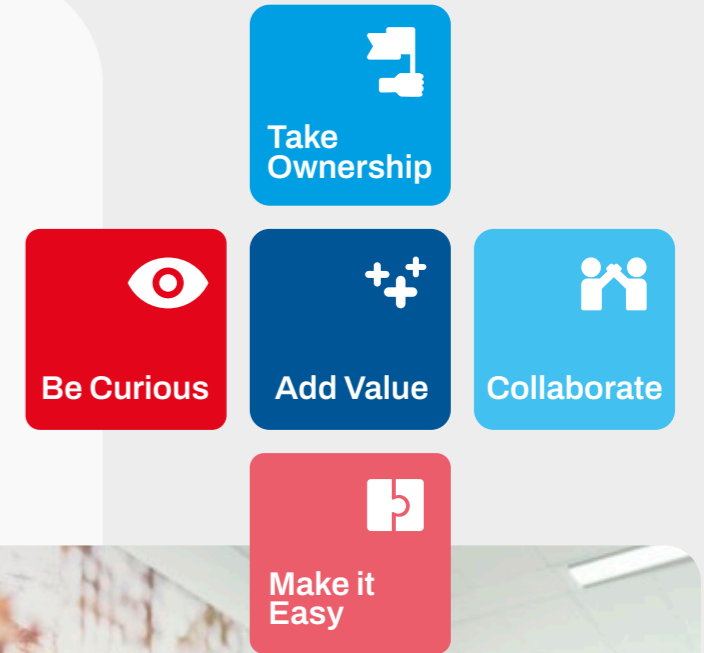 Take
Ownership
Be Curious
Add Value
Collaborate
Make it
Easy